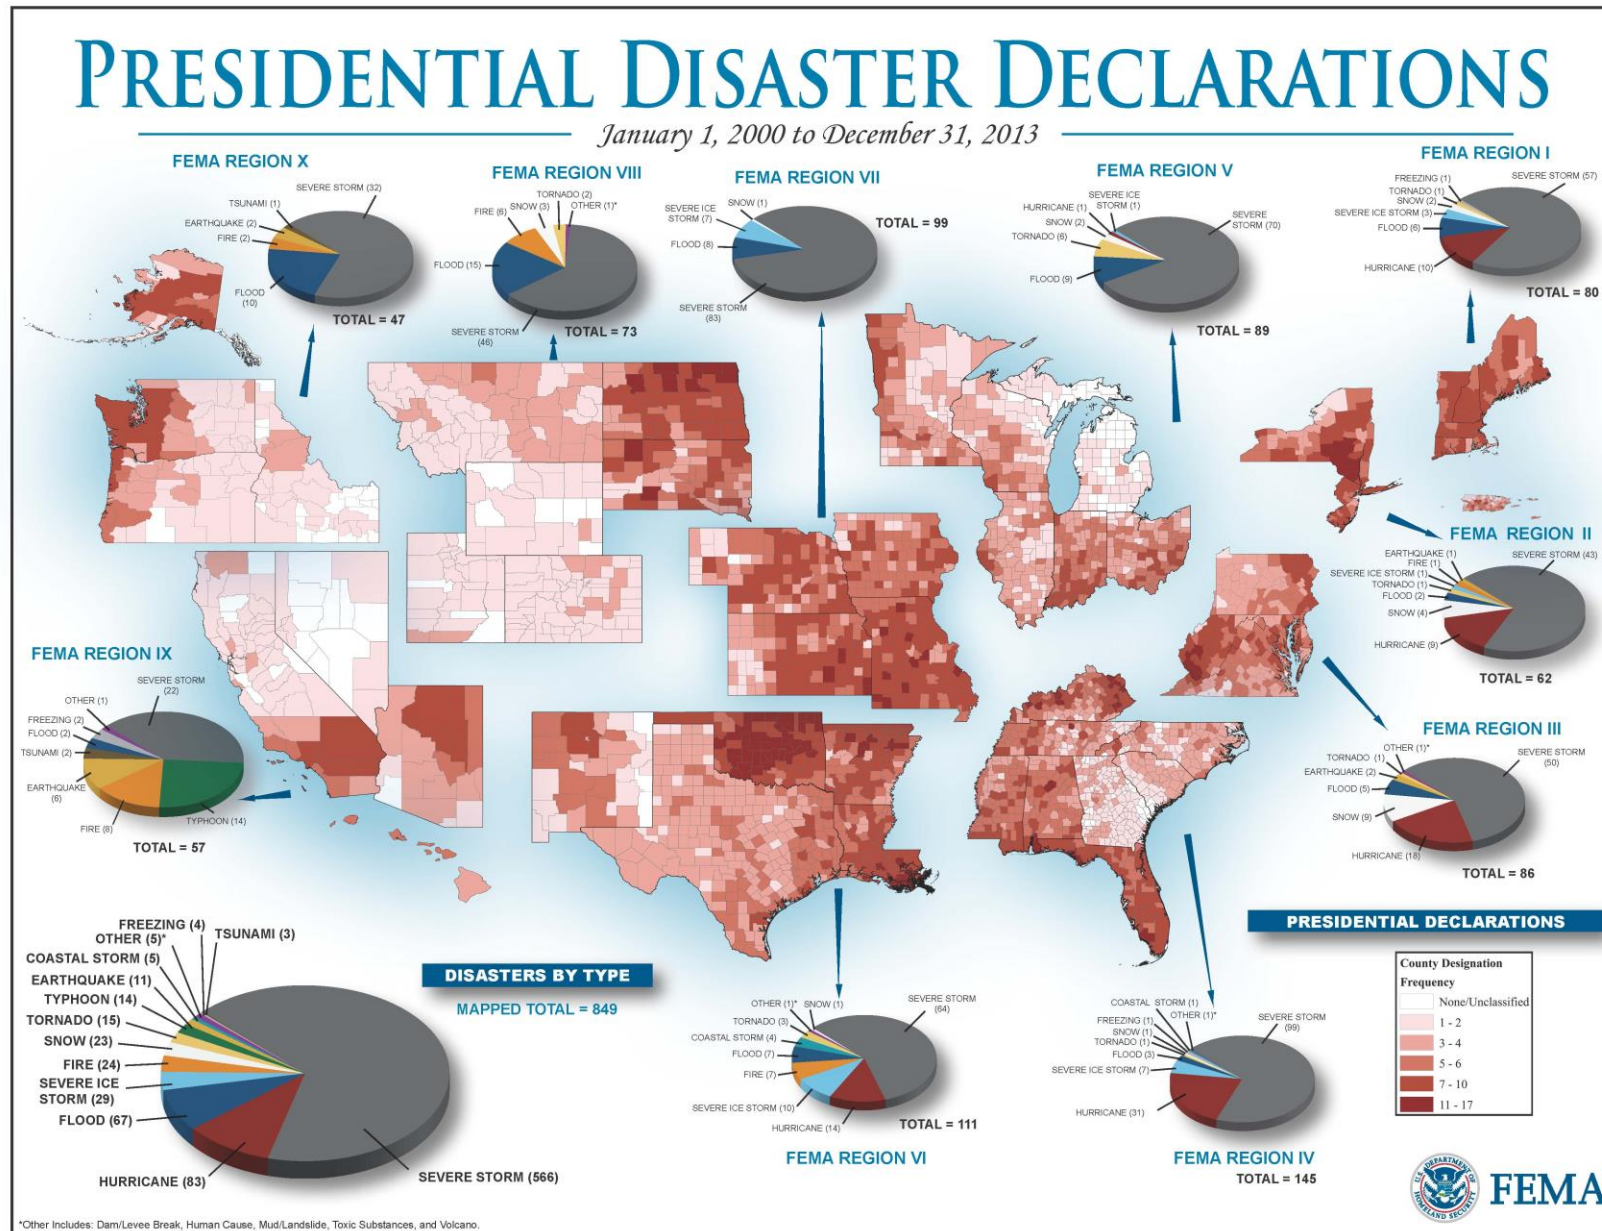 PRESIDENTIAL DISASTER DECLARATIONS
January 1, 2000 to December 31, 2013
FEMA REGION X
SEVERE STORM (32)
TSUNAMI (1)
EARTHQUAKE (2)
FIRE (2)
FLOOD
(10)
TOTAL = 47
FEMA REGION VIII
TORNADO (2)
SNOW (3)
OTHER (1)*
FIRE (6)
FLOOD (15)
SEVERE STORM
(46)
TOTAL = 73
FEMA REGION VII
SNOW (1)
SEVERE ICE
STORM (7)
FLOOD (8)
SEVERE STORM
(83)
TOTAL = 99
FEMA REGION V
SEVERE ICE
STORM (1)
HURRICANE (1)
SNOW (2)
TORNADO (6)
FLOOD (9)
SEVERE
STORM (70)
TOTAL = 89
FEMA REGION I
FREEZING (1)
TORNADO (1)
SNOW (2)
SEVERE ICE STORM (3)
FLOOD (6)
HURRICANE (10)
SEVERE STORM (57)
TOTAL = 80
FEMA REGION II
EARTHQUAKE (1)
FIRE (1)
SEVERE ICE STORM (1)
TORNADO (1)
FLOOD (2)
SNOW (4)
HURRICANE (9)
SEVERE STORM (43)
TOTAL = 62
FEMA REGION IX
SEVERE STORM
(22)
OTHER (1)
FREEZING (2)
FLOOD (2)
TSUNAMI (2)
EARTHQUAKE
(6)
FIRE (8)
TYPHOON (14)
TOTAL = 57
FEMA REGION III
OTHER (1)*
TORNADO (1)
EARTHQUAKE (2)
FLOOD (5)
SNOW (9)
HURRICANE (18)
SEVERE STORM
(50)
TOTAL = 86
FREEZING (4)
TSUNAMI (3)
OTHER (5)*
COASTAL STORM (5)
EARTHQUAKE (11)
TYPHOON (14)
TORNADO (15)
SNOW (23)
FIRE (24)
SEVERE ICE
STORM (29)
FLOOD (67)
HURRICANE (83)
SEVERE STORM (566)
DISASTERS BY TYPE
MAPPED TOTAL = 849
OTHER (1)*
SNOW (1)
TORNADO (3)
COASTAL STORM (4)
FLOOD (7)
FIRE (7)
SEVERE ICE STORM (10)
HURRICANE (14)
SEVERE STORM
(64)
TOTAL = 111
FEMA REGION VI
COASTAL STORM (1)
OTHER (1)*
FREEZING (1)
SNOW (1)
TORNADO (1)
FLOOD (3)
SEVERE ICE STORM (7)
HURRICANE (31)
SEVERE STORM
(99)
FEMA REGION IV
TOTAL = 145
PRESIDENTIAL DECLARATIONS
County Designation
Frequency
None/Unclassified
1 - 2
3 - 4
5 - 6
7 - 10
11 - 17
U.S. DEPARTMENT OF
HOMELAND SECURITY
FEMA
*Other Includes: Dam/Levee Break, Human Cause, Mud/Landslide, Toxic Substances, and Volcano.